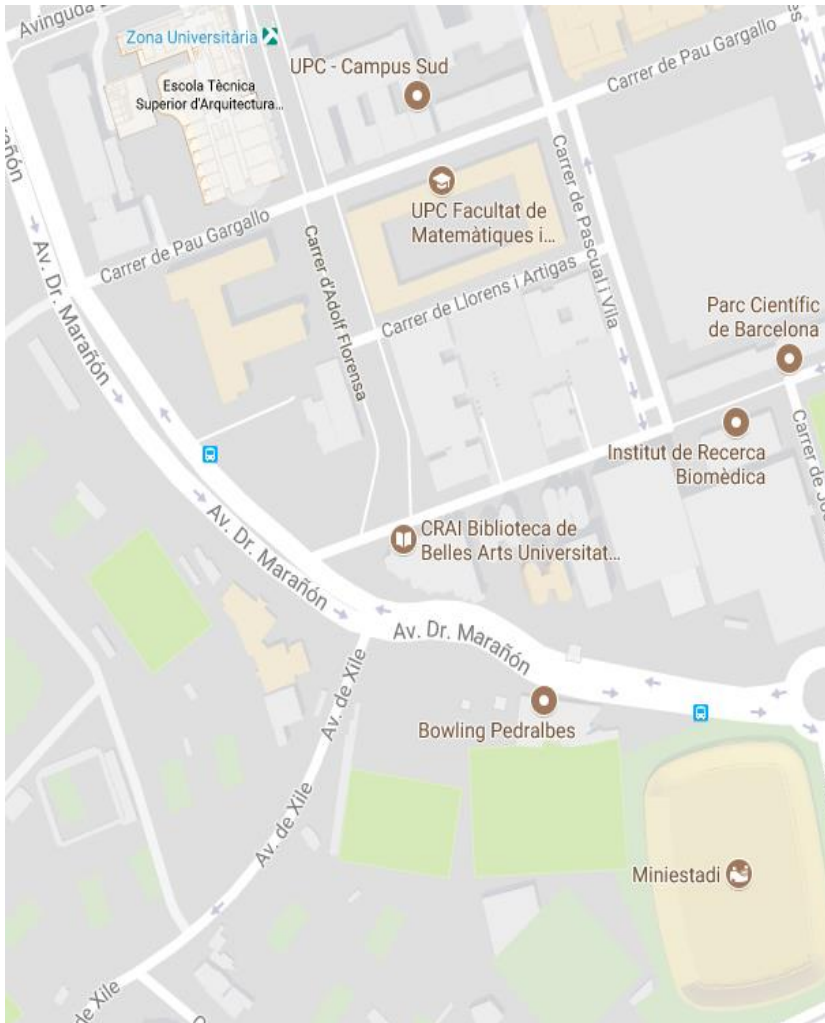 Avinguda
Zona Universitària
UPC - Campus Sud
Escola Tècnica
Superior d'Arquitectura...
Carrer de Pau Gargallo
UPC Facultat de
Matemàtiques i...
Carrer de Pau Gargallo
Carrer d'Adolf Florensa
Carrer de Pascual i Vila
Carrer de Llorens i Artigas
Av. Dr. Marañón
Parc Científic
de Barcelona
Institut de Recerca
Biomèdica
Carrer de
CRAI Biblioteca de
Belles Arts Universitat...
Av. Dr. Marañón
Av. Dr. Marañón
Av. de Xile
Bowling Pedralbes
Av. de Xile
Miniestadi
de Xile